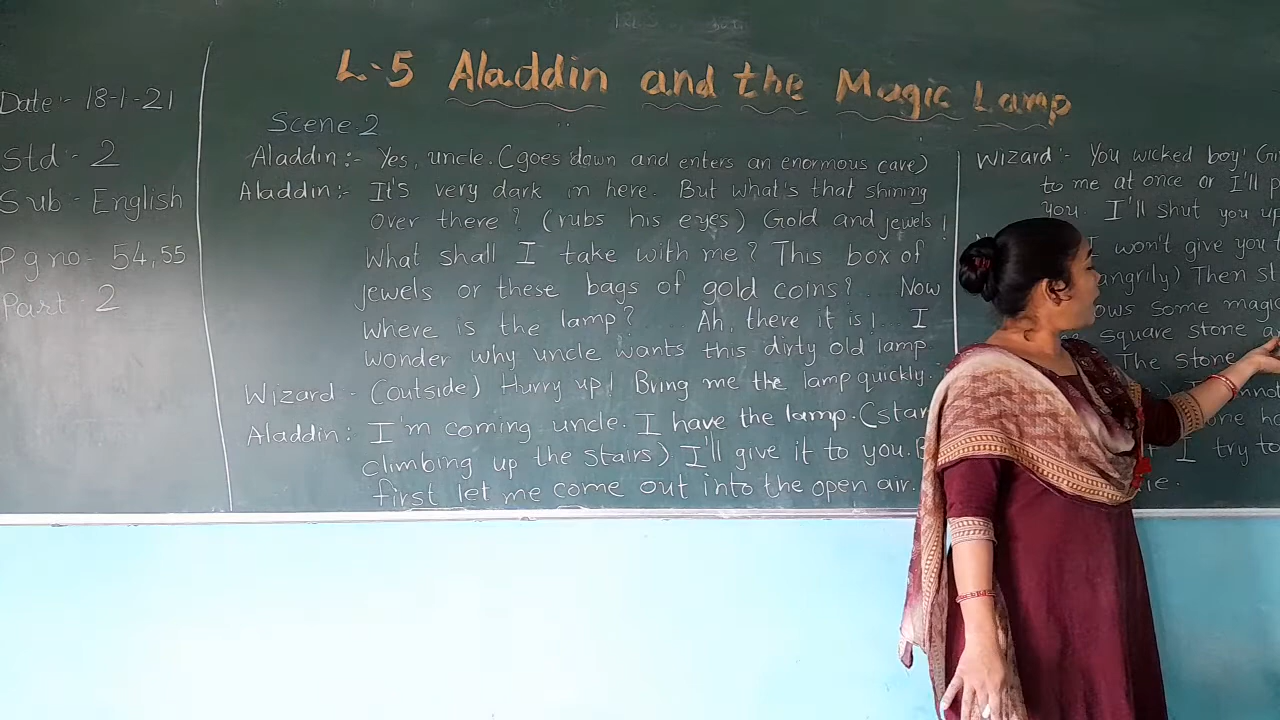 L-5 Aladdin and the Magic Lamp
Date :- 18-1-21
Std - 2
Sub - English
Pg no - 54,55
Part - 2
Scene 2
Aladdin :- Yes, uncle. (goes down and enters an enormous cave)
Aladdin :- It's very dark in here. But what's that shining
over there? (rubs his eyes) Gold and jewels!
What shall I take with me? This box of
jewels or these bags of gold coins? .. Now
where is the lamp? ... Ah, there it is! .. I
wonder why uncle wants this dirty old lamp
Wizard - (outside) Hurry up! Bring me the lamp quickly.
Aladdin : I'm coming uncle. I have the lamp. (star
climbing up the stairs) I'll give it to you.
first let me come out into the open air.
Wizard :- You wicked boy!
to me at once or I'll
you. I'll shut you up
I won't give you
angrily) Then
some magic
square stone
The stone
I try to